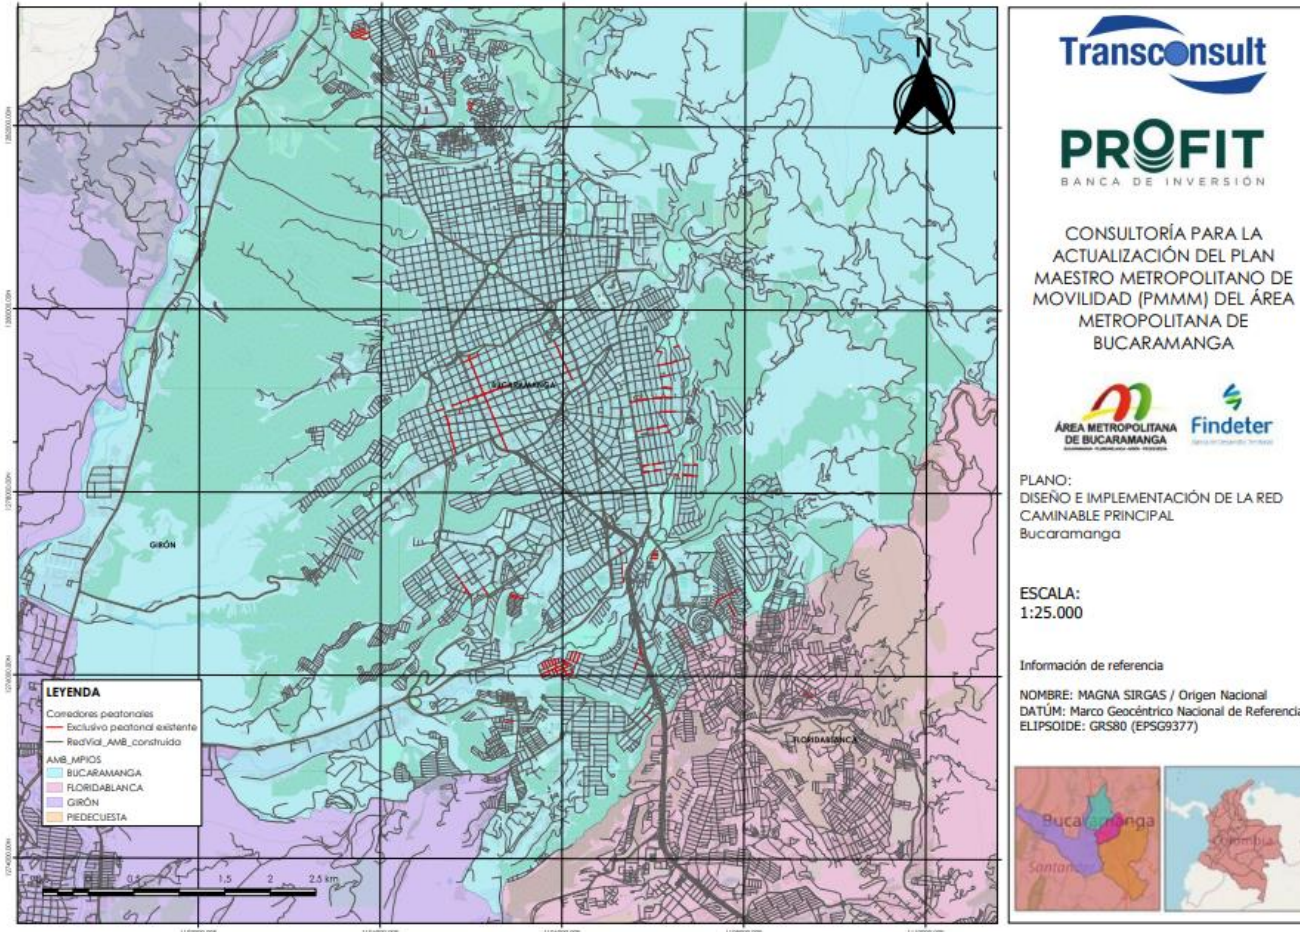 N
BUCARAMANGA
GIRÓN
FLORIDABLANCA
LEYENDA
Corredores peatonales
Exclusivo peatonal existente
RedVial_AMB_construida
AMB_MPIOS
BUCARAMANGA
FLORIDABLANCA
GIRÓN
PIEDECUESTA
0.5 1 1.5 2 2.5 km
Transconsult
PROFIT
BANCA DE INVERSIÓN
CONSULTORÍA PARA LA
ACTUALIZACIÓN DEL PLAN
MAESTRO METROPOLITANO DE
MOVILIDAD (PMMM) DEL ÁREA
METROPOLITANA DE
BUCARAMANGA
ÁREA METROPOLITANA
DE BUCARAMANGA
Findeter
PLANO:
DISEÑO E IMPLEMENTACIÓN DE LA RED
CAMINABLE PRINCIPAL
Bucaramanga
ESCALA:
1:25.000
Información de referencia
NOMBRE: MAGNA SIRGAS / Origen Nacional
DATÚM: Marco Geocéntrico Nacional de Referencia
ELIPSOIDE: GRS80 (EPSG9377)
Bucaramanga
Santander
Colombia